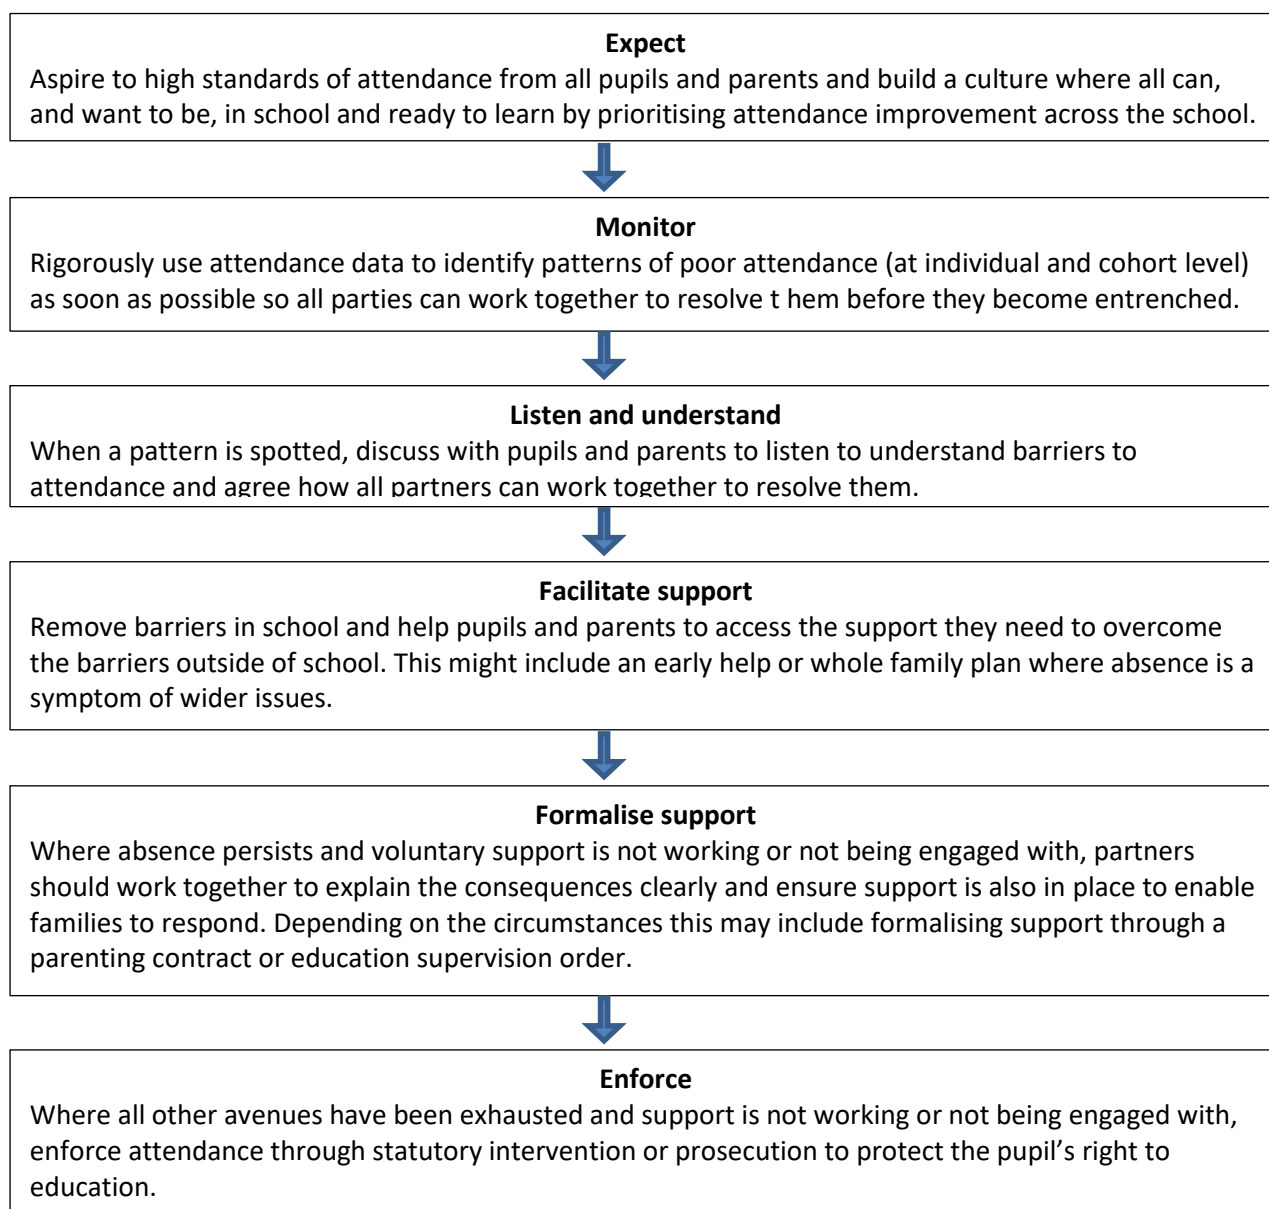 Expect
Aspire to high standards of attendance from all pupils and parents and build a culture where all can,
and want to be, in school and ready to learn by prioritising attendance improvement across the school.
Monitor
Rigorously use attendance data to identify patterns of poor attendance (at individual and cohort level)
as soon as possible so all parties can work together to resolve t hem before they become entrenched.
Listen and understand
When a pattern is spotted, discuss with pupils and parents to listen to understand barriers to
attendance and agree how all partners can work together to resolve them.
Facilitate support
Remove barriers in school and help pupils and parents to access the support they need to overcome
the barriers outside of school. This might include an early help or whole family plan where absence is a
symptom of wider issues.
Formalise support
Where absence persists and voluntary support is not working or not being engaged with, partners
should work together to explain the consequences clearly and ensure support is also in place to enable
families to respond. Depending on the circumstances this may include formalising support through a
parenting contract or education supervision order.
Enforce
Where all other avenues have been exhausted and support is not working or not being engaged with,
enforce attendance through statutory intervention or prosecution to protect the pupil’s right to
education.